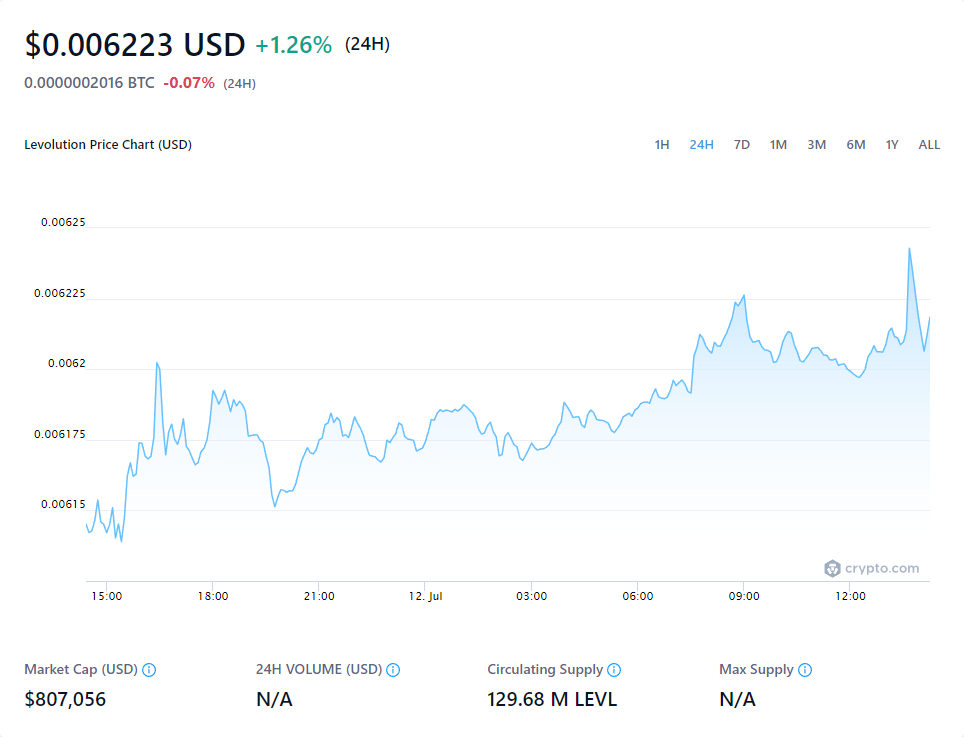 $0.006223 USD +1.26% (24H)
0.0000002016 BTC -0.07% (24H)
Levolution Price Chart (USD) 1H 24H 7D 1M 3M 6M 1Y ALL
0.00625
0.006225
0.0062
0.006175
0.00615
crypto.com
15:00 18:00 21:00 12. Jul 03:00 06:00 09:00 12:00
Market Cap (USD) 24H VOLUME (USD) Circulating Supply Max Supply
$807,056 N/A 129.68 M LEVL N/A